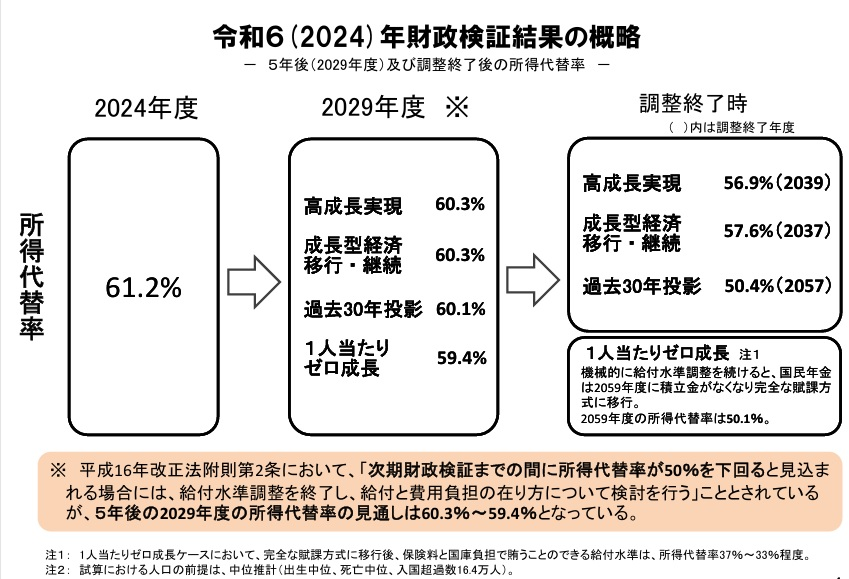 令和６(2024)年財政検証結果の概略
－ ５年後(2029年度)及び調整終了後の所得代替率 －
所得代替率
2024年度
61.2%
2029年度 ※
高成長実現 60.3%
成長型経済
移行・継続 60.3%
過去30年投影 60.1%
１人当たり
ゼロ成長 59.4%
調整終了時
( )内は調整終了年度
高成長実現 56.9%(2039)
成長型経済
移行・継続 57.6%(2037)
過去30年投影 50.4%(2057)
１人当たりゼロ成長 注1
機械的に給付水準調整を続けると、国民年金
は2059年度に積立金がなくなり完全な賦課方
式に移行。
2059年度の所得代替率は50.1%。
※ 平成16年改正法附則第2条において、「次期財政検証までの間に所得代替率が50%を下回ると見込ま
れる場合には、給付水準調整を終了し、給付と費用負担の在り方について検討を行う」こととされている
が、５年後の2029年度の所得代替率の見通しは60.3%～59.4%となっている。
注１： １人当たりゼロ成長ケースにおいて、完全な賦課方式に移行後、保険料と国庫負担で賄うことのできる給付水準は、所得代替率37%～33%程度。
注２： 試算における人口の前提は、中位推計(出生中位、死亡中位、入国超過数16.4万人)。